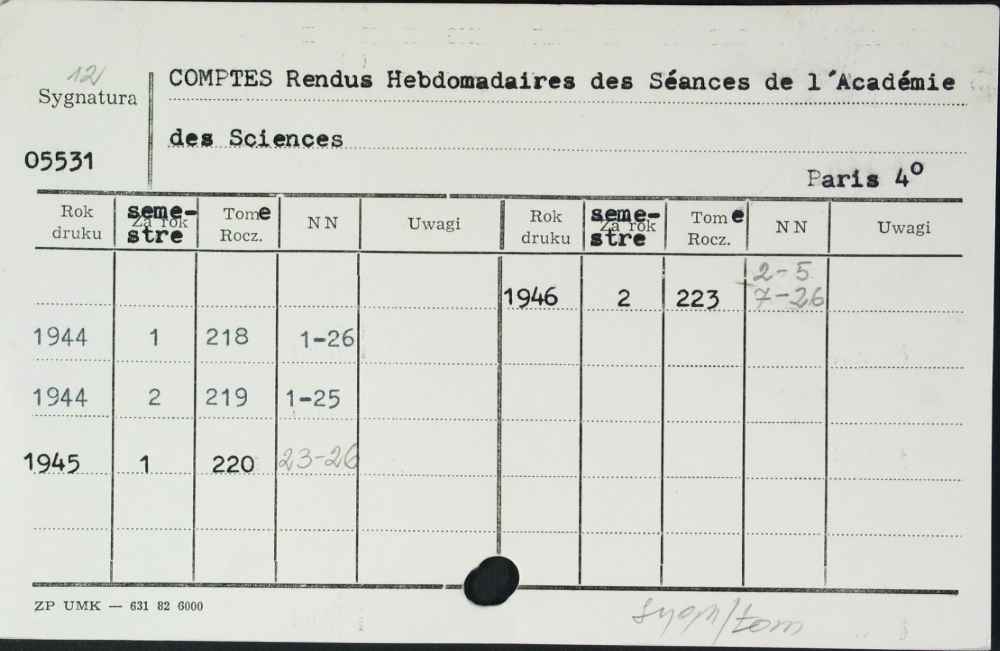 12
Sygnatura
05531
COMPTES Rendus Hebdomadaires des Séances de l'Académie
des Sciences
Paris 4º
Rok druku | seme-stre Za rok | Tome Rocz. | NN | Uwagi | Rok druku | seme-stre Za rok | Tome Rocz. | NN | Uwagi
1946 2 223 2-5 7-26
1944 1 218 1-26
1944 2 219 1-25
1945 1 220 23-26
ZP UMK — 631 82 6000
sygn/tom